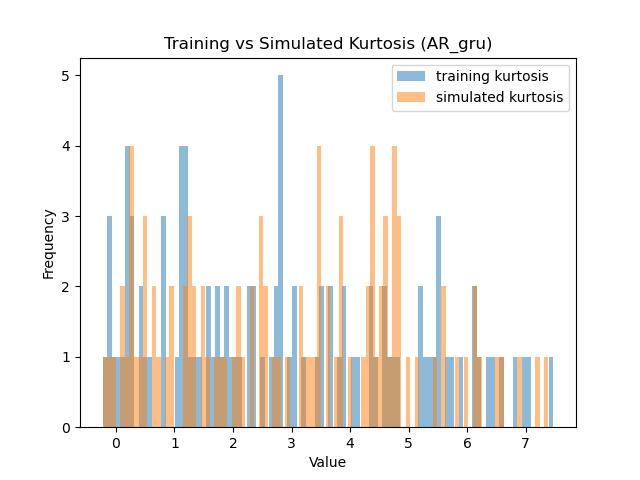 Training vs Simulated Kurtosis (AR_gru)
training kurtosis
simulated kurtosis
Frequency
5
4
3
2
1
0
0 1 2 3 4 5 6 7
Value